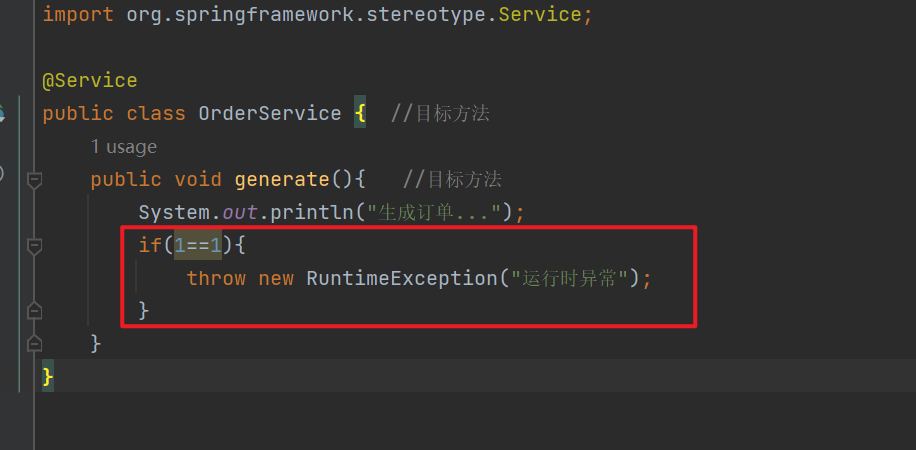 import org.springframework.stereotype.Service;
@Service
public class OrderService {  //目标方法
1 usage
public void generate(){   //目标方法
System.out.println("生成订单...");
if(1==1){
throw new RuntimeException("运行时异常");
}
}
}